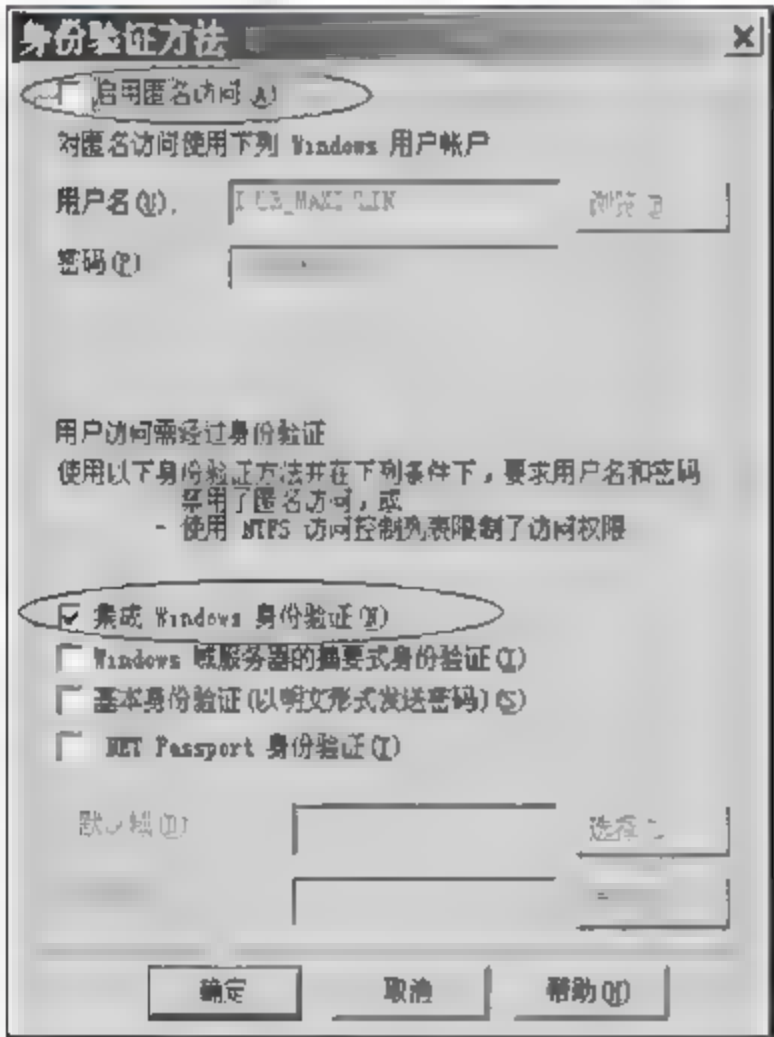 身份验证方法
启用匿名访问(A)
对匿名访问使用下列 Windows 用户帐户
用户名(U):
密码(P)
用户访问需经过身份验证
使用以下身份验证方法并在下列条件下,要求用户名和密码
禁用了匿名访问,或
- 使用 NTFS 访问控制列表限制了访问权限
集成 Windows 身份验证(N)
Windows 域服务器的摘要式身份验证(I)
基本身份验证(以明文形式发送密码)(S)
NET Passport 身份验证(T)
默认域(D)
选择
确定
取消
帮助(H)